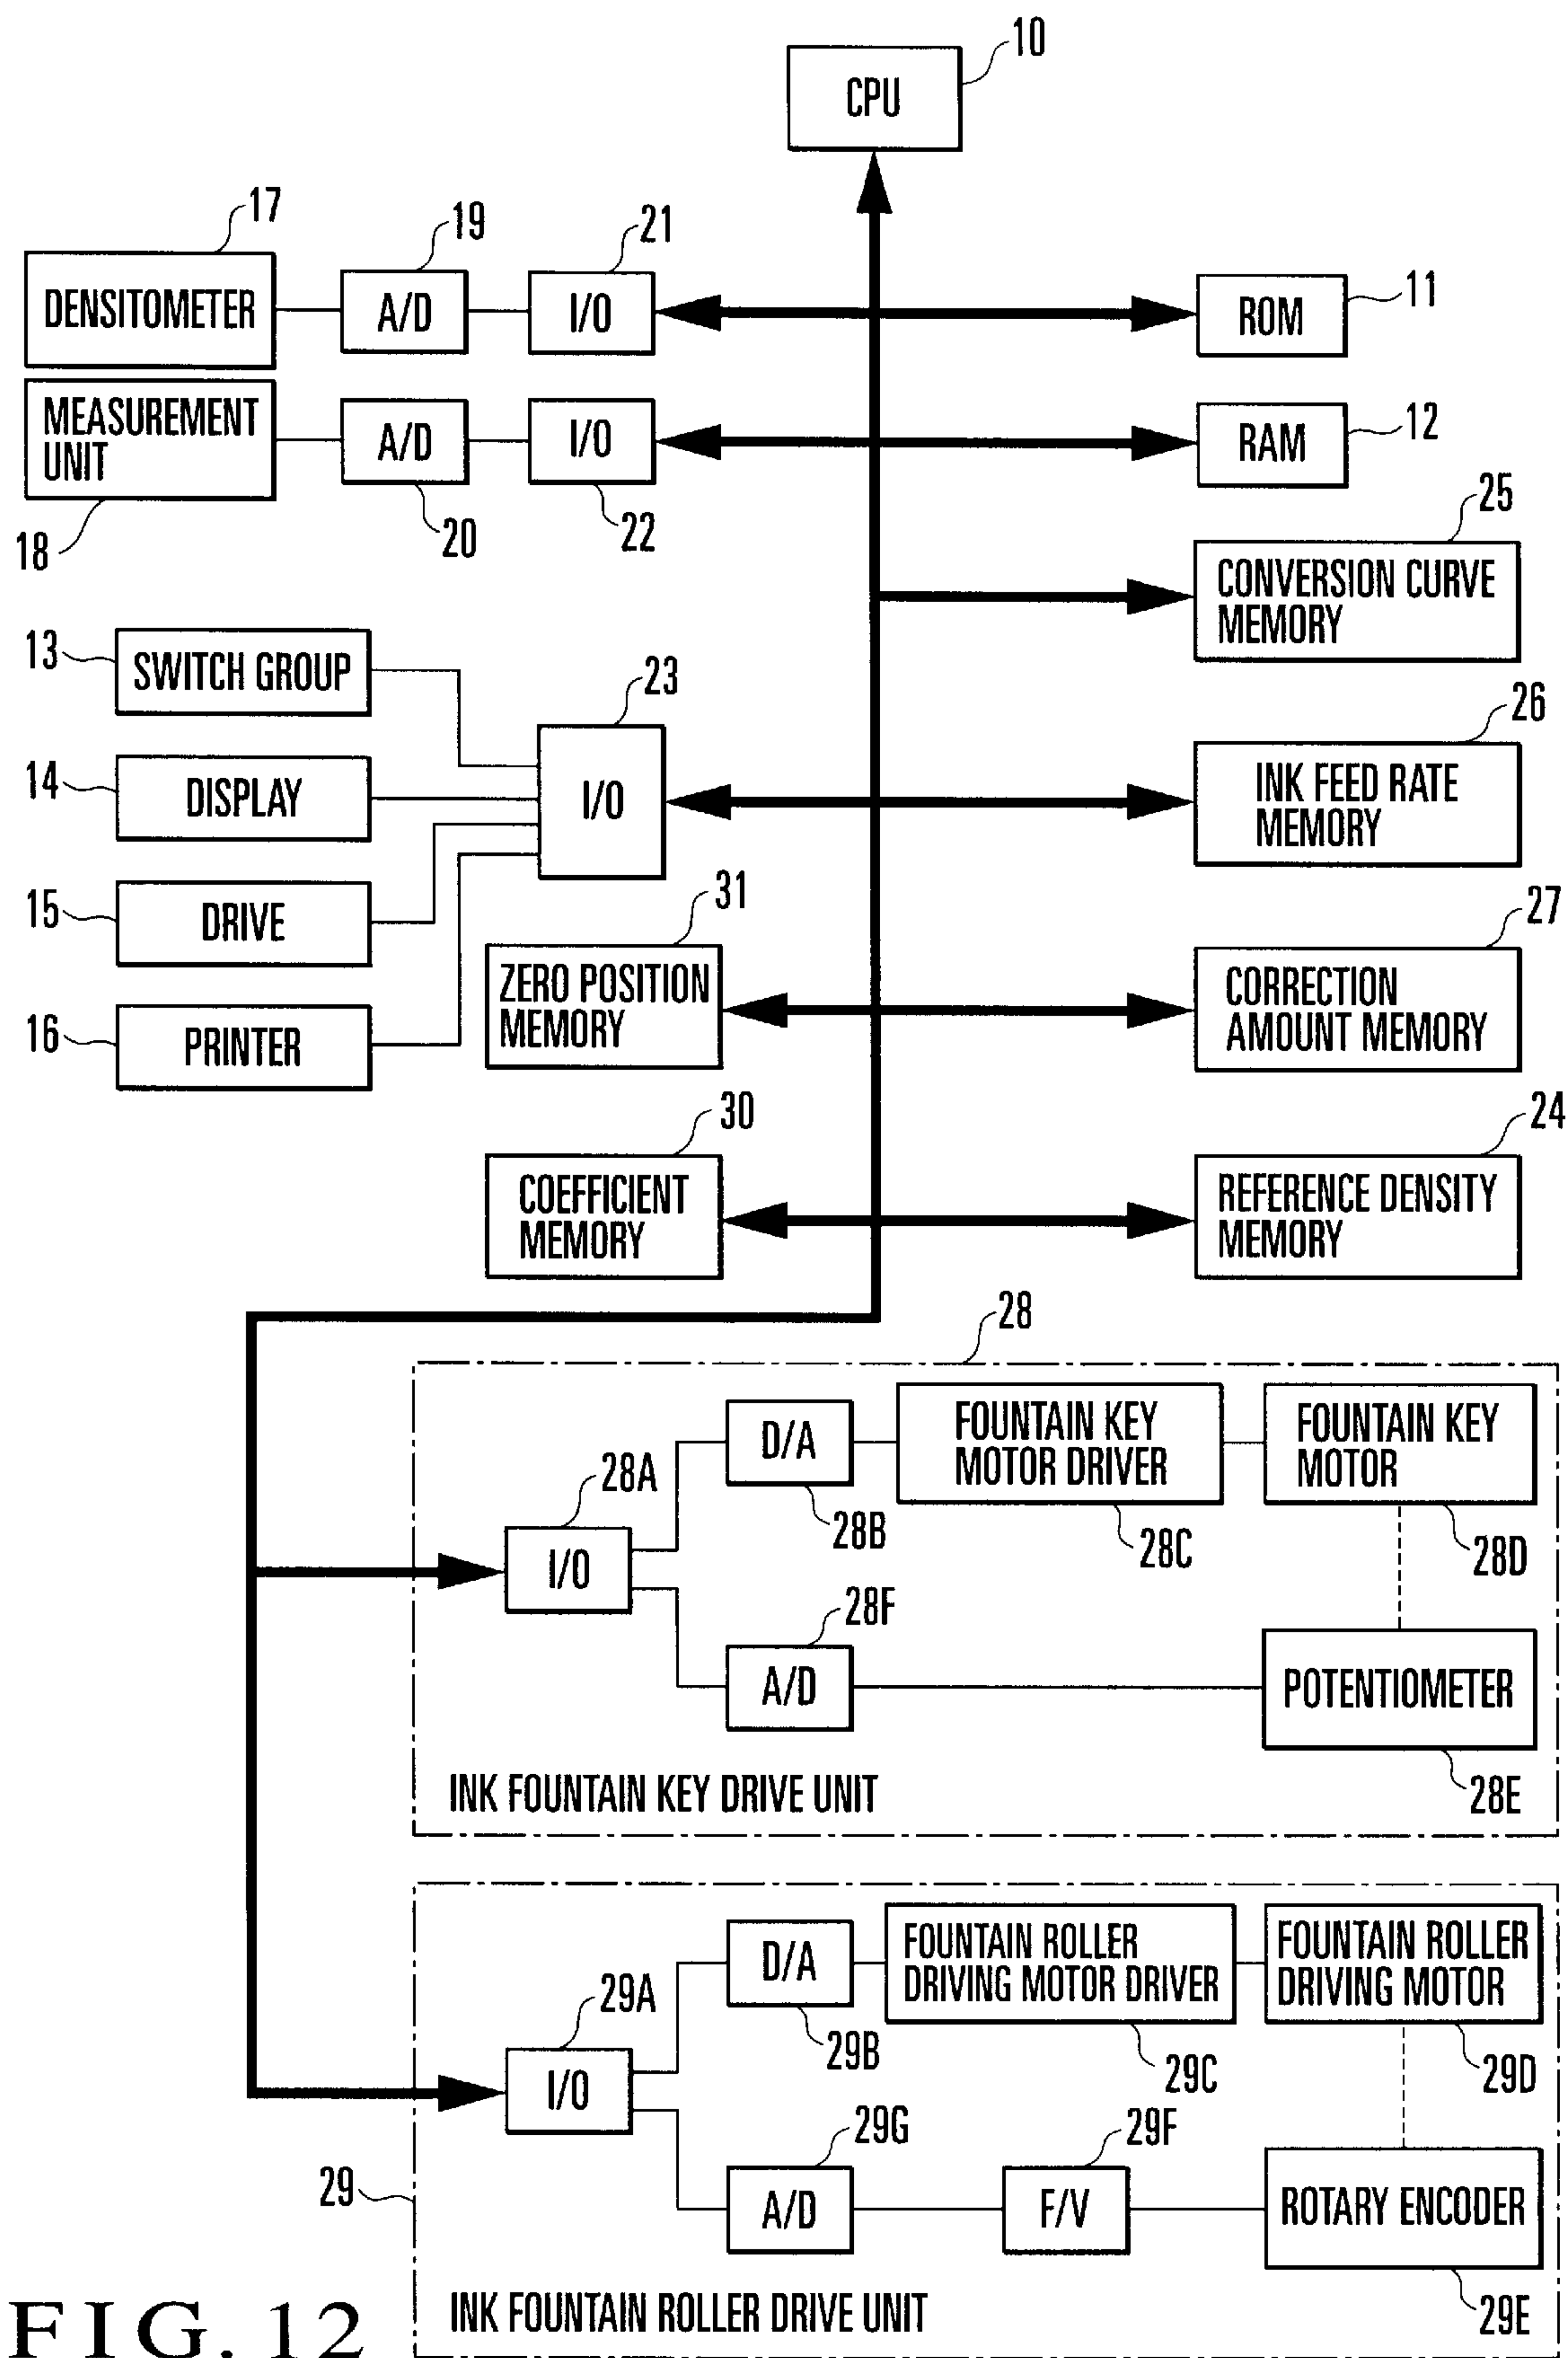 10
CPU
17
19
21
DENSITOMETER
A/D
I/O
ROM
11
MEASUREMENT
UNIT
A/D
I/O
RAM
12
18
20
22
25
CONVERSION CURVE
MEMORY
13
SWITCH GROUP
23
26
14
DISPLAY
I/O
INK FEED RATE
MEMORY
15
DRIVE
31
27
ZERO POSITION
MEMORY
CORRECTION
AMOUNT MEMORY
16
PRINTER
30
24
COEFFICIENT
MEMORY
REFERENCE DENSITY
MEMORY
28
D/A
FOUNTAIN KEY
MOTOR DRIVER
FOUNTAIN KEY
MOTOR
28A
28B
28C
28D
I/O
28F
A/D
POTENTIOMETER
28E
INK FOUNTAIN KEY DRIVE UNIT
D/A
FOUNTAIN ROLLER
DRIVING MOTOR DRIVER
FOUNTAIN ROLLER
DRIVING MOTOR
29A
29B
29C
29D
I/O
29G
29F
29
A/D
F/V
ROTARY ENCODER
29E
INK FOUNTAIN ROLLER DRIVE UNIT
FIG. 12